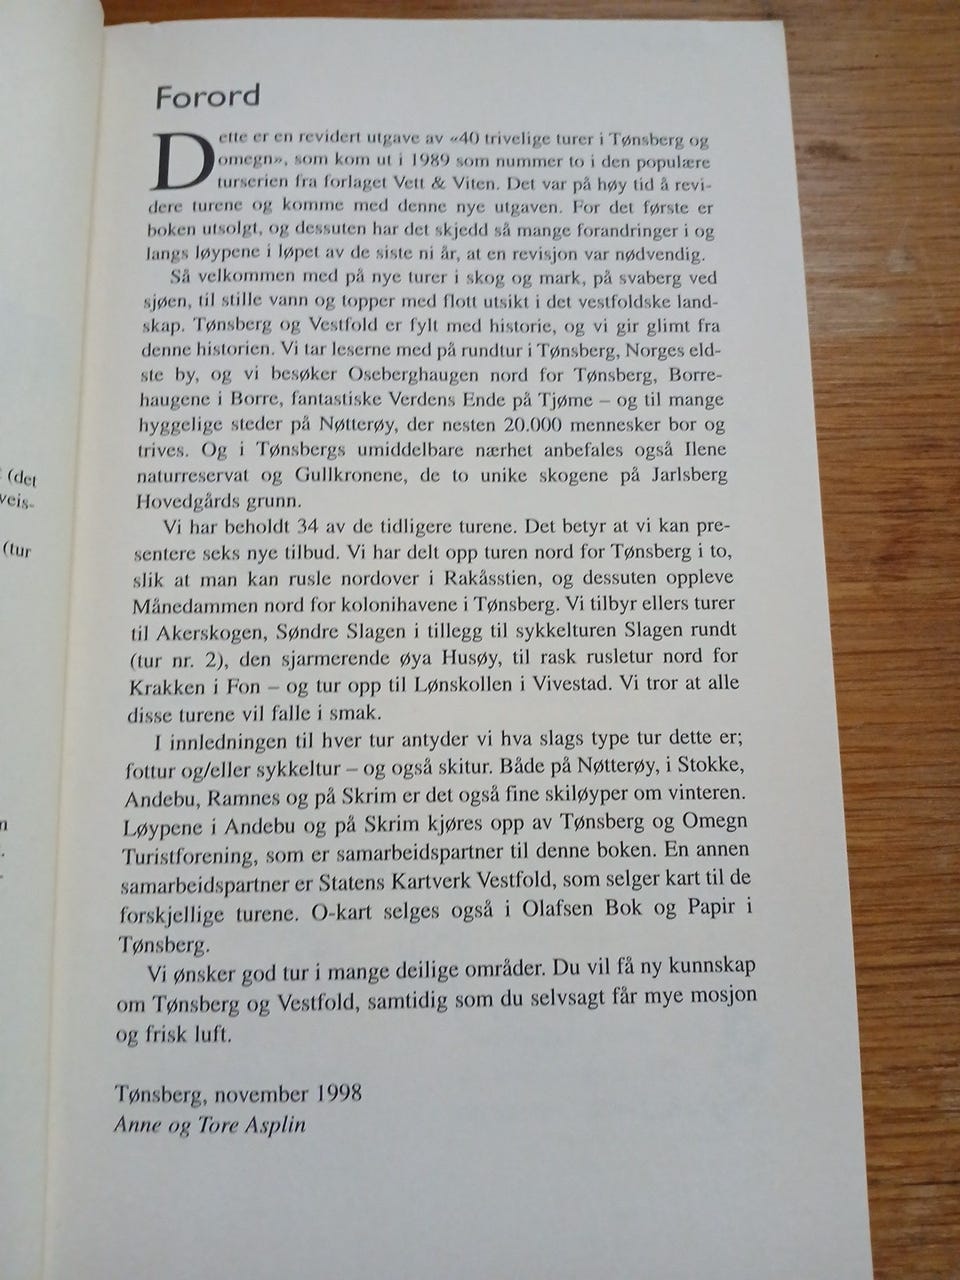 Forord
Dette er en revidert utgave av «40 trivelige turer i Tønsberg og
omegn», som kom ut i 1989 som nummer to i den populære
turserien fra forlaget Vett & Viten. Det var på høy tid å revi-
dere turene og komme med denne nye utgaven. For det første er
boken utsolgt, og dessuten har det skjedd så mange forandringer i og
langs løypene i løpet av de siste ni år, at en revisjon var nødvendig.
Så velkommen med på nye turer i skog og mark, på svaberg ved
sjøen, til stille vann og topper med flott utsikt i det vestfoldske land-
skap. Tønsberg og Vestfold er fylt med historie, og vi gir glimt fra
denne historien. Vi tar leserne med på rundtur i Tønsberg, Norges eld-
ste by, og vi besøker Oseberghaugen nord for Tønsberg, Borre-
haugene i Borre, fantastiske Verdens Ende på Tjøme – og til mange
hyggelige steder på Nøtterøy, der nesten 20.000 mennesker bor og
trives. Og i Tønsbergs umiddelbare nærhet anbefales også Ilene
naturreservat og Gullkronene, de to unike skogene på Jarlsberg
Hovedgårds grunn.
Vi har beholdt 34 av de tidligere turene. Det betyr at vi kan pre-
sentere seks nye tilbud. Vi har delt opp turen nord for Tønsberg i to,
slik at man kan rusle nordover i Rakåsstien, og dessuten oppleve
Månedammen nord for kolonihavene i Tønsberg. Vi tilbyr ellers turer
til Akerskogen, Søndre Slagen i tillegg til sykkelturen Slagen rundt
(tur nr. 2), den sjarmerende øya Husøy, til rask rusletur nord for
Krakken i Fon – og tur opp til Lønskollen i Vivestad. Vi tror at alle
disse turene vil falle i smak.
I innledningen til hver tur antyder vi hva slags type tur dette er;
fottur og/eller sykkeltur – og også skitur. Både på Nøtterøy, i Stokke,
Andebu, Ramnes og på Skrim er det også fine skiløyper om vinteren.
Løypene i Andebu og på Skrim kjøres opp av Tønsberg og Omegn
Turistforening, som er samarbeidspartner til denne boken. En annen
samarbeidspartner er Statens Kartverk Vestfold, som selger kart til de
forskjellige turene. O-kart selges også i Olafsen Bok og Papir i
Tønsberg.
Vi ønsker god tur i mange deilige områder. Du vil få ny kunnskap
om Tønsberg og Vestfold, samtidig som du selvsagt får mye mosjon
og frisk luft.
Tønsberg, november 1998
Anne og Tore Asplin
(det
veis-
(tur